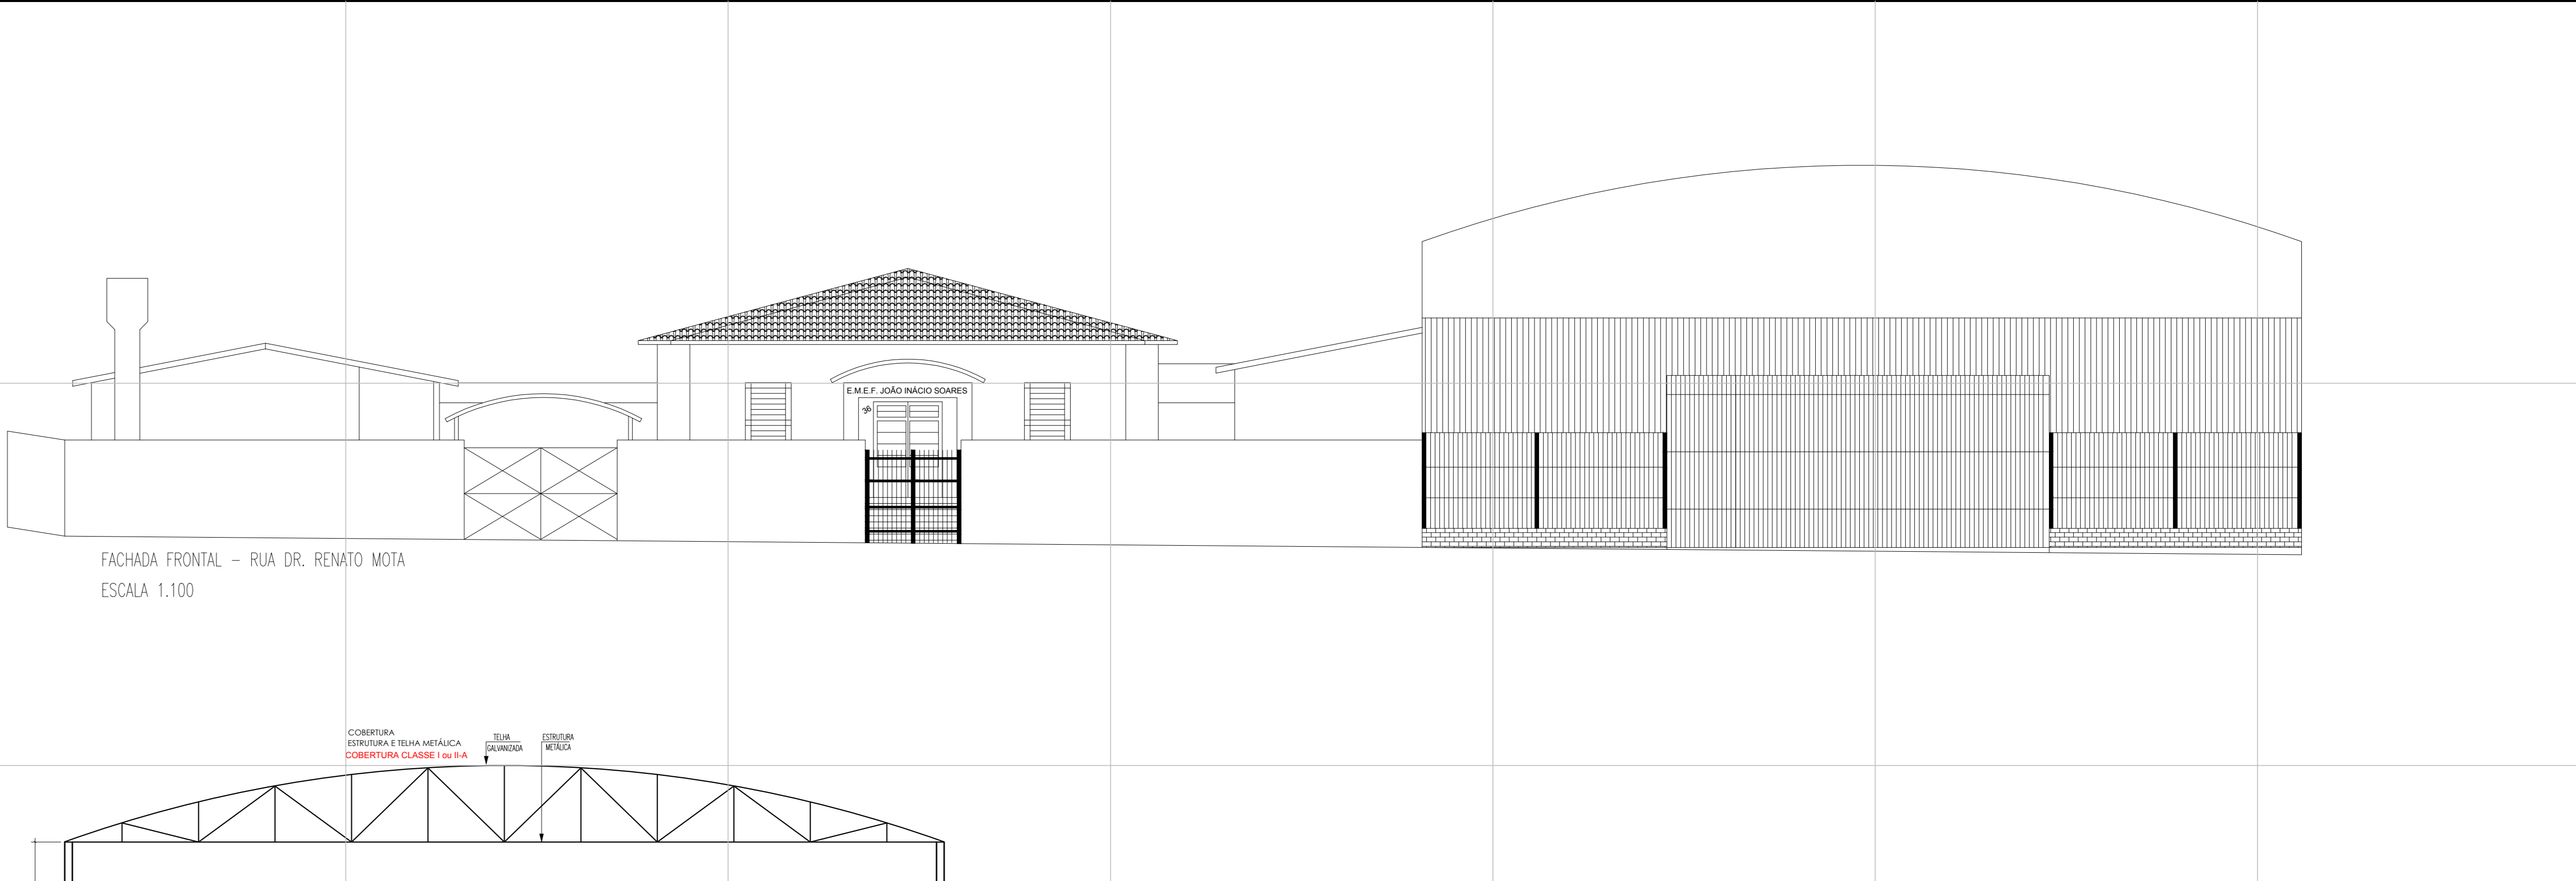 E.M.E.F. JOÃO INÁCIO SOARES
FACHADA FRONTAL – RUA DR. RENATO MOTA
ESCALA 1.100
COBERTURA
ESTRUTURA E TELHA METÁLICA
COBERTURA CLASSE I ou II-A
TELHA
GALVANIZADA
ESTRUTURA
METÁLICA